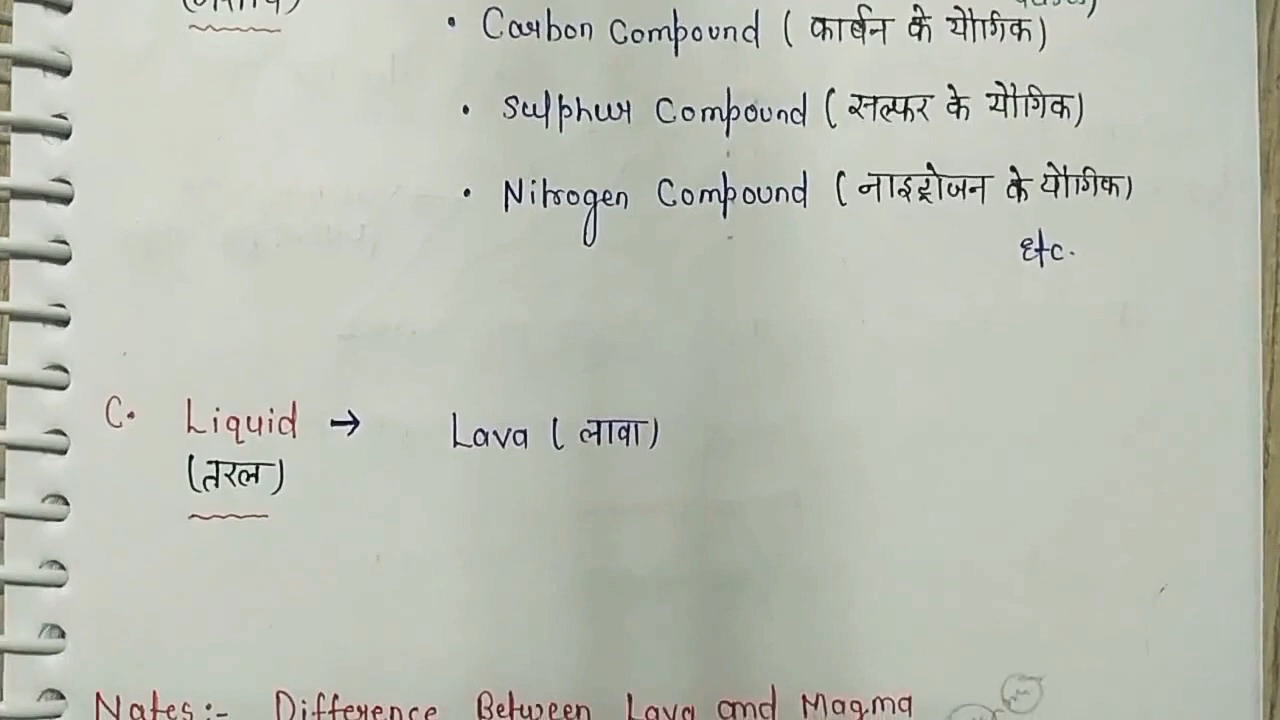 • Carbon Compound ( कार्बन के यौगिक)
• Sulphur Compound ( सल्फर के यौगिक)
• Nitrogen Compound ( नाइट्रोजन के यौगिक)
etc.
C. Liquid → Lava ( लावा)
(तरल)
Notes:- Difference Between Lava and Magma